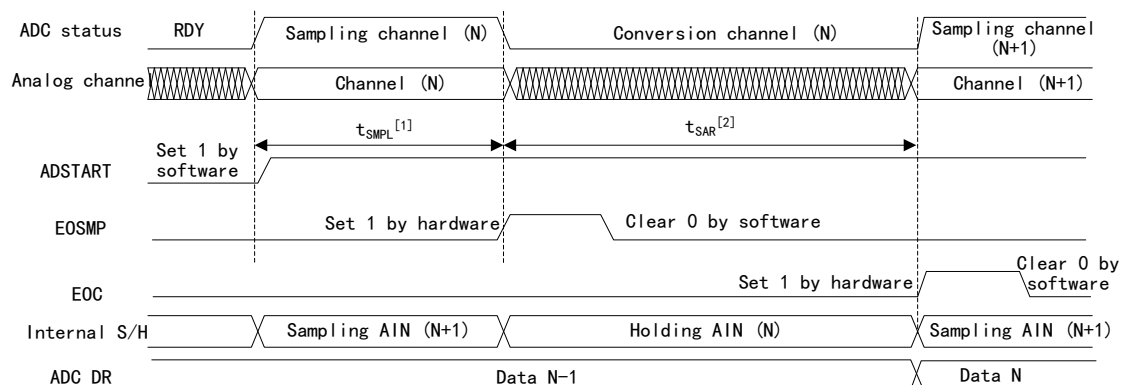 ADC status RDY Sampling channel (N) Conversion channel (N) Sampling channel
(N+1)
Analog channe Channel (N) Channel (N+1)
tSMPL[1] tSAR[2]
Set 1 by
software
ADSTART
EOSMP Set 1 by hardware Clear 0 by software
EOC Set 1 by hardware Clear 0 by
software
Internal S/H Sampling AIN (N+1) Holding AIN (N) Sampling AIN (N+1)
ADC DR Data N-1 Data N